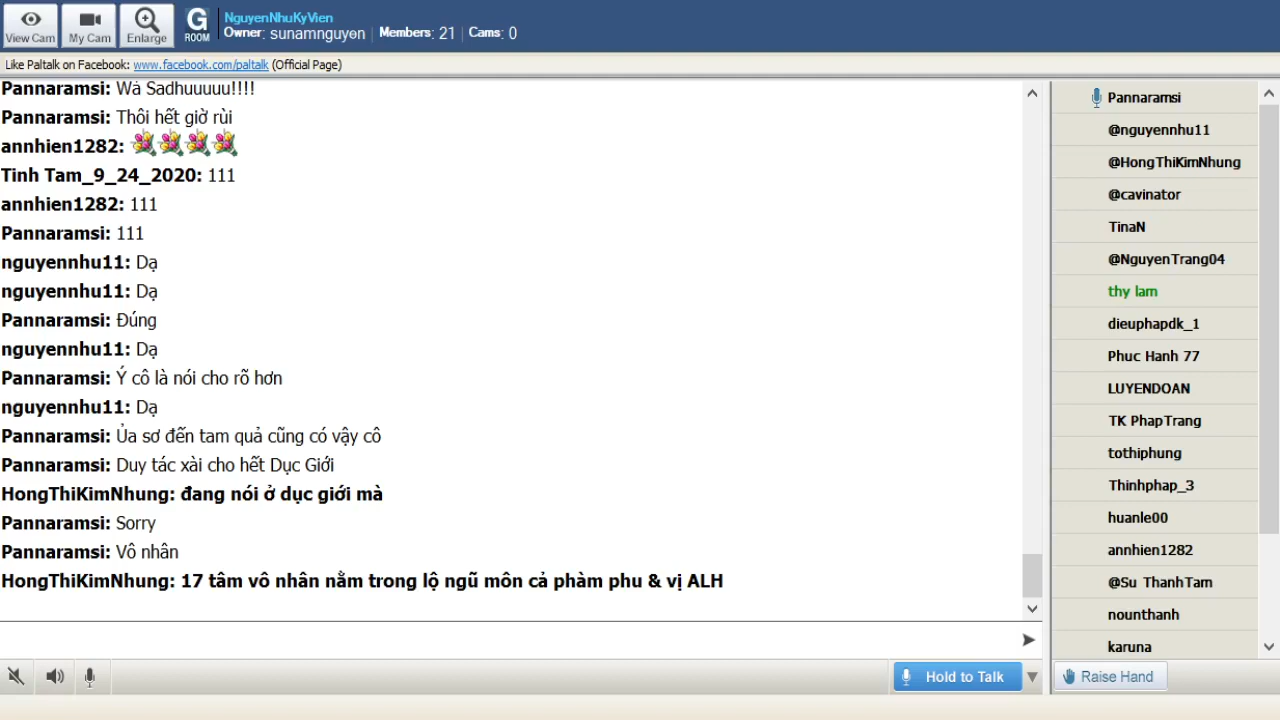 View Cam
My Cam
Enlarge
G
ROOM
NguyenNhuKyVien
Owner: sunamnguyen | Members: 21 | Cams: 0
Like Paltalk on Facebook: www.facebook.com/paltalk (Official Page)
Pannaramsi: Wả Sadhuuuuu!!!!
Pannaramsi: Thôi hết giờ rùi
annhien1282:
Tinh Tam_9_24_2020: 111
annhien1282: 111
Pannaramsi: 111
nguyennhu11: Dạ
nguyennhu11: Dạ
Pannaramsi: Đúng
nguyennhu11: Dạ
Pannaramsi: Ý cô là nói cho rõ hơn
nguyennhu11: Dạ
Pannaramsi: Ủa sơ đến tam quả cũng có vậy cô
Pannaramsi: Duy tác xài cho hết Dục Giới
HongThiKimNhung: đang nói ở dục giới mà
Pannaramsi: Sorry
Pannaramsi: Vô nhân
HongThiKimNhung: 17 tâm vô nhân nằm trong lộ ngũ môn cả phàm phu & vị ALH
Hold to Talk
Pannaramsi
@nguyennhu11
@HongThiKimNhung
@cavinator
TinaN
@NguyenTrang04
thy lam
dieuphapdk_1
Phuc Hanh 77
LUYENDOAN
TK PhapTrang
tothiphung
Thinhphap_3
huanle00
annhien1282
@Su ThanhTam
nounthanh
karuna
Raise Hand